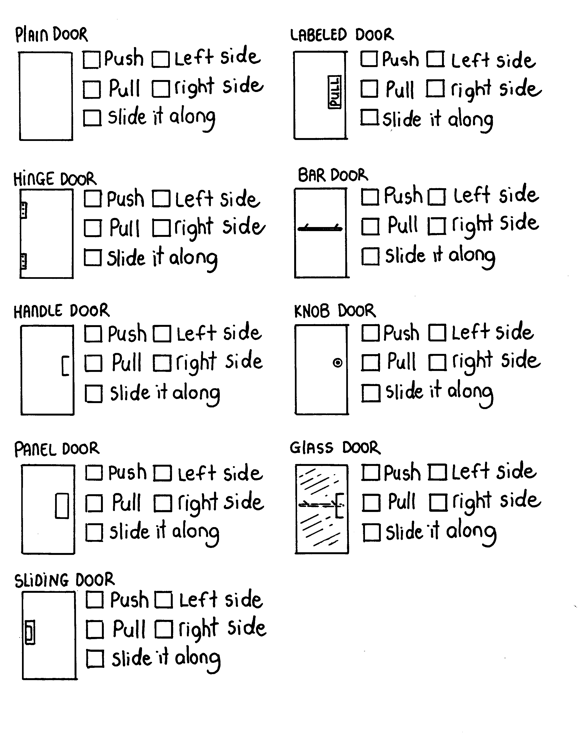 PlAIN DOOR
Push Left side
Pull right side
Slide it along
LABELED DOOR
Push Left side
Pull right side
Slide it along
PULL
HiNGE DOOR
Push Left side
Pull right side
Slide it along
BAR DOOR
Push Left side
Pull right side
Slide it along
HANDLE DOOR
Push Left side
Pull right side
Slide it along
KNOB DOOR
Push Left side
Pull right side
Slide it along
PANEL DOOR
Push Left side
Pull right side
Slide it along
GLASS DOOR
Push Left side
Pull right side
Slide it along
SLiDiNG DOOR
Push Left side
Pull right side
Slide it along